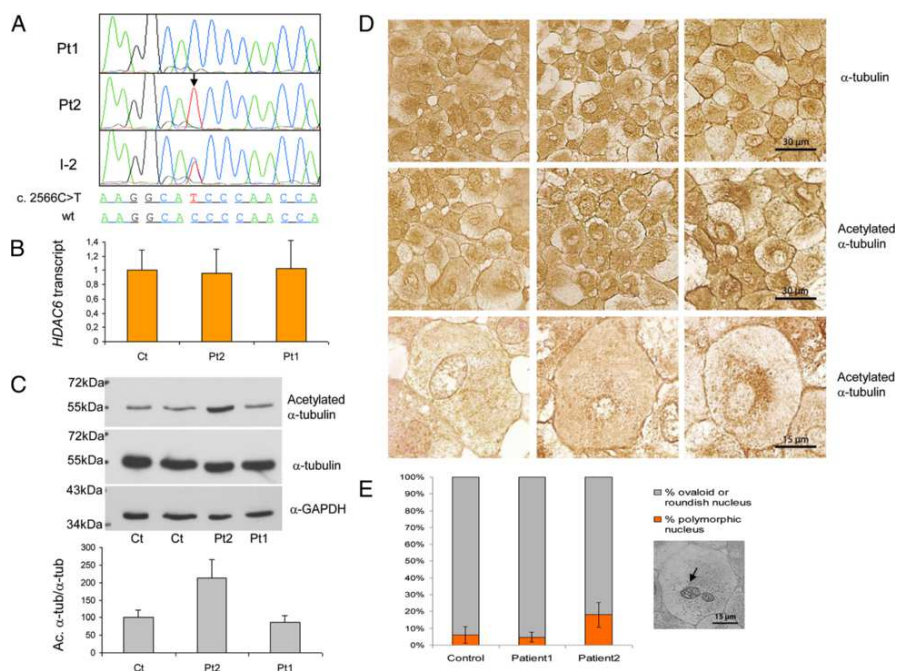 A
Pt1
Pt2
I-2
c. 2566C>T
A A G G C A T C C C C A A C C A
wt
A A G G C A C C C C C A A C C A
B
HDAC6 transcript
1,4
1,2
1
0,8
0,6
0,4
0,2
0
Ct
Pt2
Pt1
C
72kDa
55kDa
Acetylated
α-tubulin
72kDa
55kDa
α-tubulin
43kDa
34kDa
α-GAPDH
Ct
Ct
Pt2
Pt1
Ac. α-tub/α-tub
300
250
200
150
100
50
0
Ct
Pt2
Pt1
D
α-tubulin
30 µm
Acetylated
α-tubulin
30 µm
Acetylated
α-tubulin
15 µm
E
100%
90%
80%
70%
60%
50%
40%
30%
20%
10%
0%
Control
Patient1
Patient2
% ovaloid or
roundish nucleus
% polymorphic
nucleus
15 µm